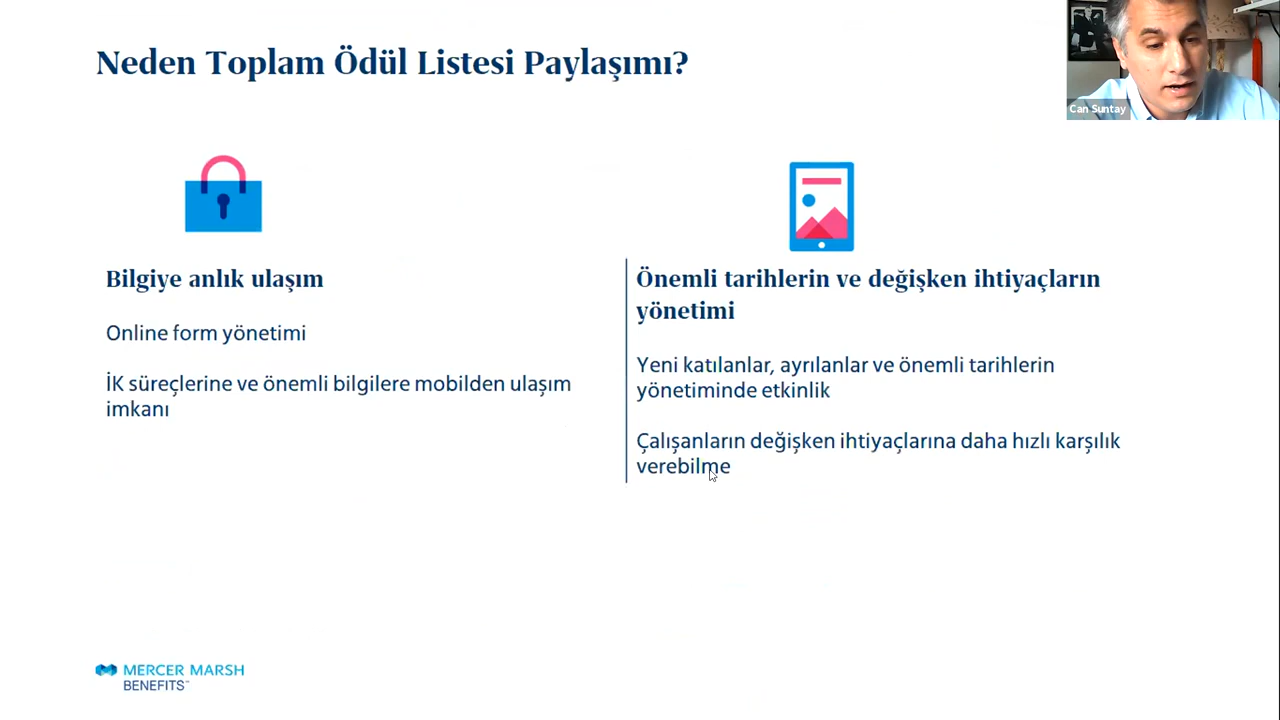 Neden Toplam Ödül Listesi Paylaşımı?
Can Suntay
Bilgiye anlık ulaşım
Online form yönetimi
İK süreçlerine ve önemli bilgilere mobilden ulaşım
imkanı
Önemli tarihlerin ve değişken ihtiyaçların
yönetimi
Yeni katılanlar, ayrılanlar ve önemli tarihlerin
yönetiminde etkinlik
Çalışanların değişken ihtiyaçlarına daha hızlı karşılık
verebilme
MERCER MARSH
BENEFITS™